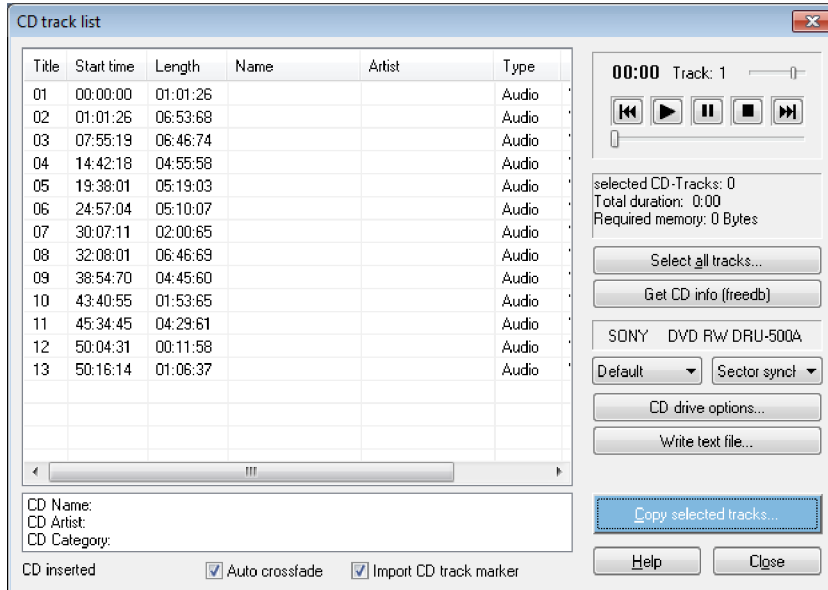 CD track list
Title Start time Length Name Artist Type
01 00:00:00 01:01:26 Audio
02 01:01:26 06:53:68 Audio
03 07:55:19 06:46:74 Audio
04 14:42:18 04:55:58 Audio
05 19:38:01 05:19:03 Audio
06 24:57:04 05:10:07 Audio
07 30:07:11 02:00:65 Audio
08 32:08:01 06:46:69 Audio
09 38:54:70 04:45:60 Audio
10 43:40:55 01:53:65 Audio
11 45:34:45 04:29:61 Audio
12 50:04:31 00:11:58 Audio
13 50:16:14 01:06:37 Audio
CD Name:
CD Artist:
CD Category:
CD inserted
Auto crossfade
Import CD track marker
00:00 Track: 1
selected CD-Tracks: 0
Total duration: 0:00
Required memory: 0 Bytes
Select all tracks...
Get CD info (freedb)
SONY DVD RW DRU-500A
Default
Sector synch
CD drive options...
Write text file...
Copy selected tracks...
Help
Close